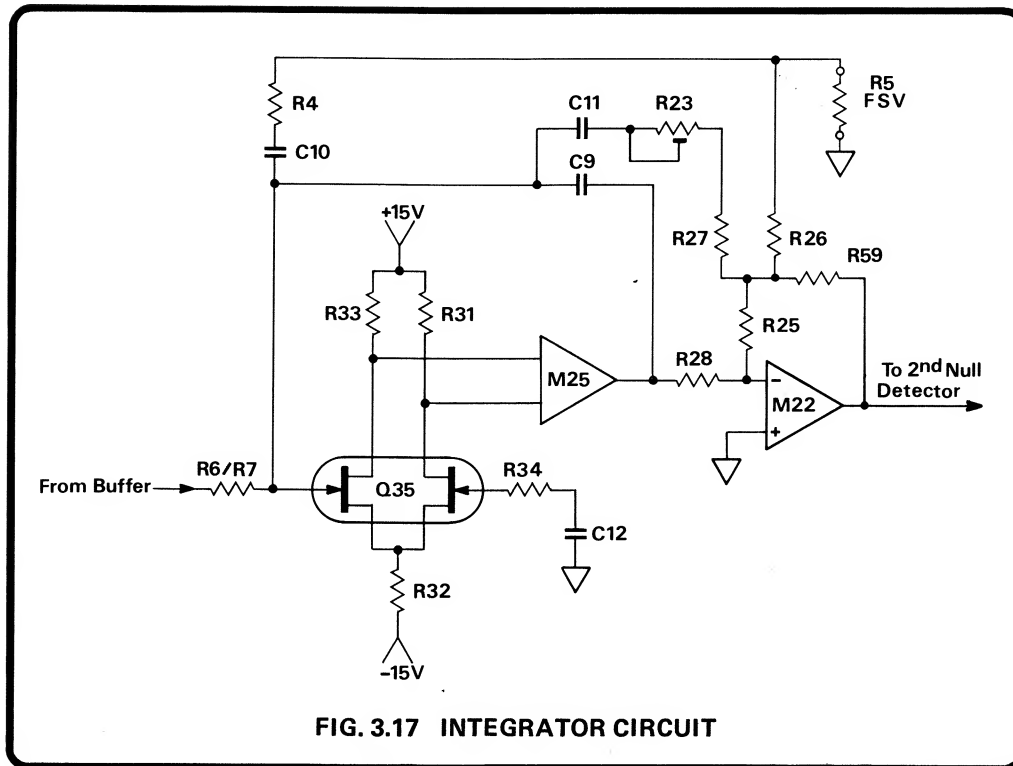 R4
R5
FSV
C11
R23
C10
C9
+15V
R27
R26
R59
R33
R31
R25
M25
R28
–
M22
+
To 2nd Null
Detector
R6/R7
From Buffer
Q35
R34
C12
R32
–15V
FIG. 3.17 INTEGRATOR CIRCUIT